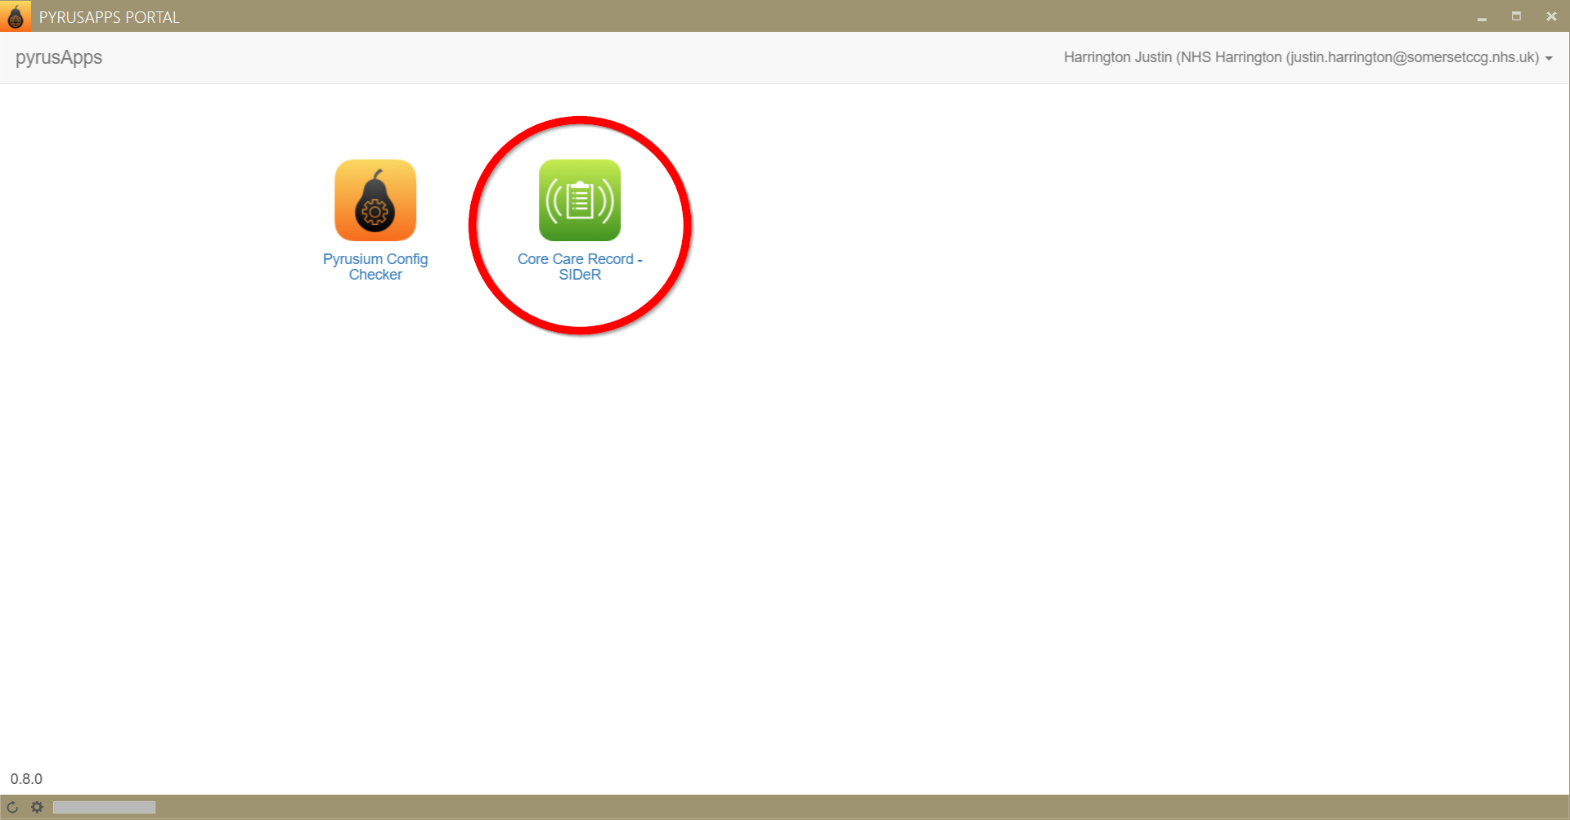 PYRUSAPPS PORTAL
pyrusApps
Harrington Justin (NHS Harrington (justin.harrington@somersetccg.nhs.uk)
Pyrusium Config
Checker
Core Care Record -
SIDeR
0.8.0